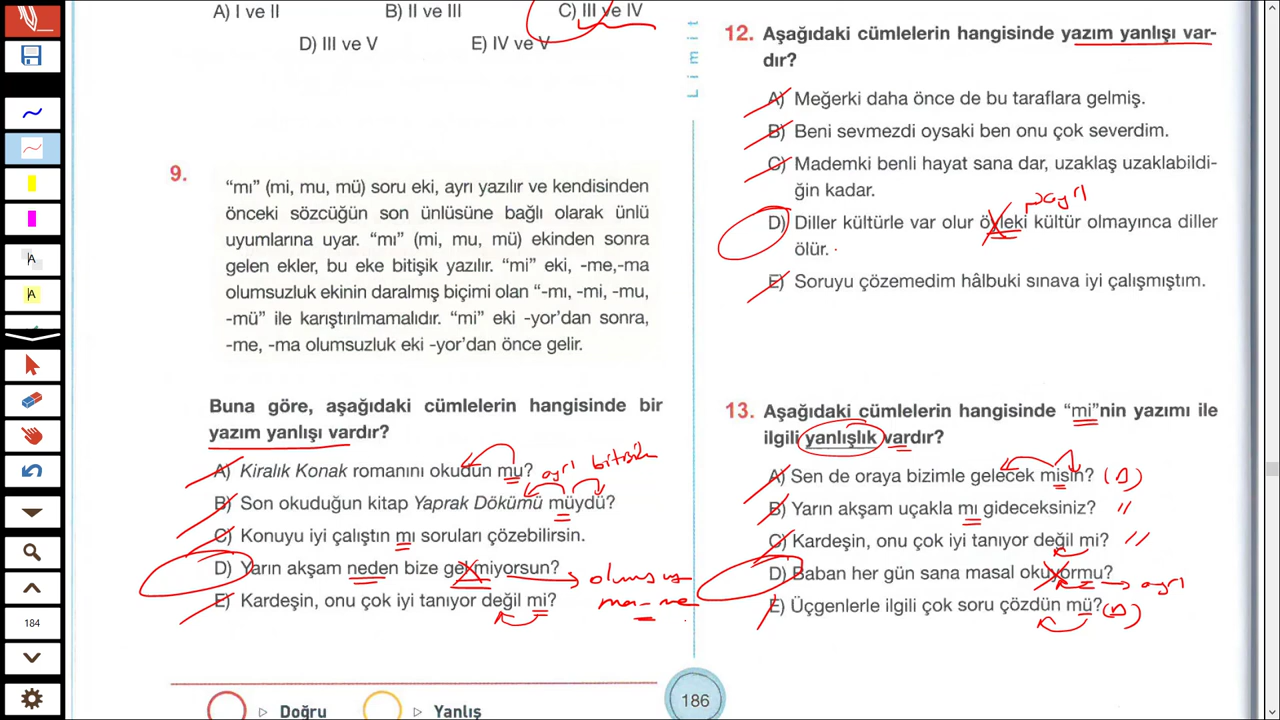 A) I ve II B) II ve III C) III ve IV
D) III ve V E) IV ve V
9.
“mı” (mi, mu, mü) soru eki, ayrı yazılır ve kendisinden
önceki sözcüğün son ünlüsüne bağlı olarak ünlü
uyumlarına uyar. “mı” (mi, mu, mü) ekinden sonra
gelen ekler, bu eke bitişik yazılır. “mi” eki, -me,-ma
olumsuzluk ekinin daralmış biçimi olan “-mı, -mi, -mu,
-mü” ile karıştırılmamalıdır. “mi” eki -yor’dan sonra,
-me, -ma olumsuzluk eki -yor’dan önce gelir.
Buna göre, aşağıdaki cümlelerin hangisinde bir
yazım yanlışı vardır?
A) Kiralık Konak romanını okudun mu?
ayrı bitişik
B) Son okuduğun kitap Yaprak Dökümü müydü?
C) Konuyu iyi çalıştın mı soruları çözebilirsin.
D) Yarın akşam neden bize gelmiyorsun?
olumsuz
E) Kardeşin, onu çok iyi tanıyor değil mi?
ma-me
Doğru Yanlış
Limit
186
12. Aşağıdaki cümlelerin hangisinde yazım yanlışı var-
dır?
A) Meğerki daha önce de bu taraflara gelmiş.
B) Beni sevmezdi oysaki ben onu çok severdim.
C) Mademki benli hayat sana dar, uzaklaş uzaklabildi-
ğin kadar.
ayrı
D) Diller kültürle var olur öyleki kültür olmayınca diller
ölür.
E) Soruyu çözemedim hâlbuki sınava iyi çalışmıştım.
13. Aşağıdaki cümlelerin hangisinde “mi”nin yazımı ile
ilgili yanlışlık vardır?
A) Sen de oraya bizimle gelecek misin? (D)
B) Yarın akşam uçakla mı gideceksiniz? "
C) Kardeşin, onu çok iyi tanıyor değil mi? "
D) Baban her gün sana masal okuyormu?
ayrı
E) Üçgenlerle ilgili çok soru çözdün mü? (D)
A
A
184